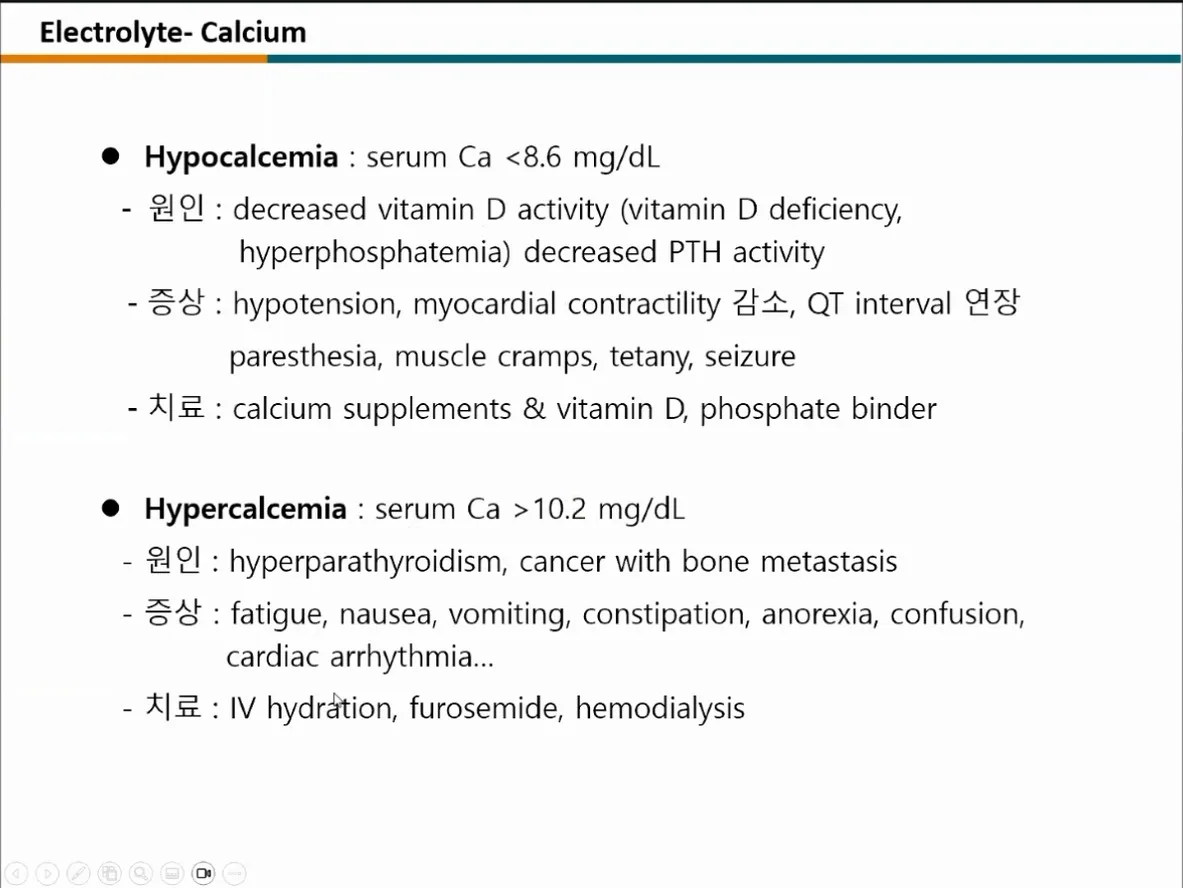 Electrolyte- Calcium
● Hypocalcemia : serum Ca <8.6 mg/dL
- 원인 : decreased vitamin D activity (vitamin D deficiency,
hyperphosphatemia) decreased PTH activity
- 증상 : hypotension, myocardial contractility 감소, QT interval 연장
paresthesia, muscle cramps, tetany, seizure
- 치료 : calcium supplements & vitamin D, phosphate binder
● Hypercalcemia : serum Ca >10.2 mg/dL
- 원인 : hyperparathyroidism, cancer with bone metastasis
- 증상 : fatigue, nausea, vomiting, constipation, anorexia, confusion,
cardiac arrhythmia...
- 치료 : IV hydration, furosemide, hemodialysis